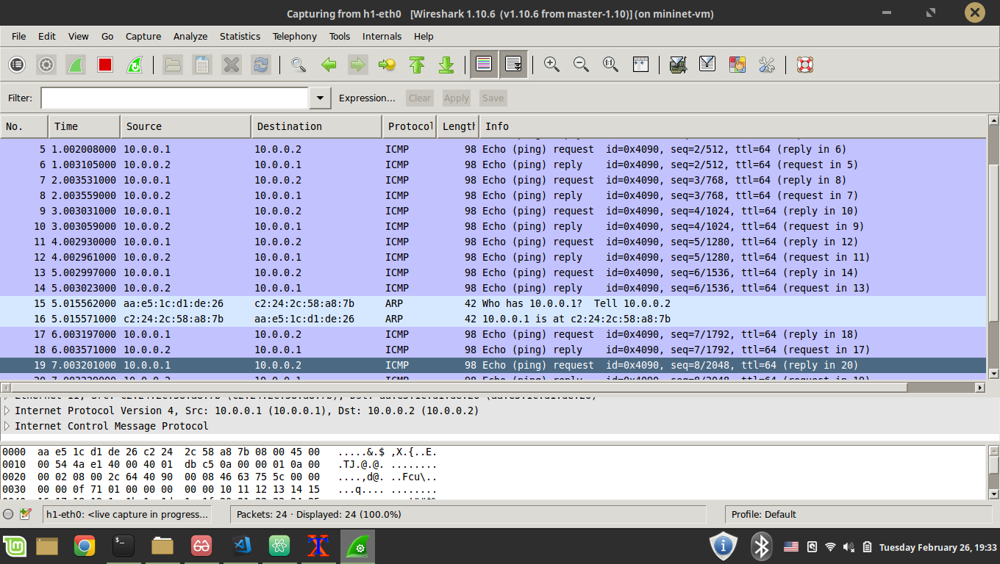 Capturing from h1-eth0 [Wireshark 1.10.6 (v1.10.6 from master-1.10)] (on mininet-vm)
File Edit View Go Capture Analyze Statistics Telephony Tools Internals Help
Filter: Expression... Clear Apply Save
No. Time Source Destination Protocol Length Info
5 1.002008000 10.0.0.1 10.0.0.2 ICMP 98 Echo (ping) request id=0x4090, seq=2/512, ttl=64 (reply in 6)
6 1.003105000 10.0.0.2 10.0.0.1 ICMP 98 Echo (ping) reply id=0x4090, seq=2/512, ttl=64 (request in 5)
7 2.003531000 10.0.0.1 10.0.0.2 ICMP 98 Echo (ping) request id=0x4090, seq=3/768, ttl=64 (reply in 8)
8 2.003559000 10.0.0.2 10.0.0.1 ICMP 98 Echo (ping) reply id=0x4090, seq=3/768, ttl=64 (request in 7)
9 3.003031000 10.0.0.1 10.0.0.2 ICMP 98 Echo (ping) request id=0x4090, seq=4/1024, ttl=64 (reply in 10)
10 3.003059000 10.0.0.2 10.0.0.1 ICMP 98 Echo (ping) reply id=0x4090, seq=4/1024, ttl=64 (request in 9)
11 4.002930000 10.0.0.1 10.0.0.2 ICMP 98 Echo (ping) request id=0x4090, seq=5/1280, ttl=64 (reply in 12)
12 4.002961000 10.0.0.2 10.0.0.1 ICMP 98 Echo (ping) reply id=0x4090, seq=5/1280, ttl=64 (request in 11)
13 5.002997000 10.0.0.1 10.0.0.2 ICMP 98 Echo (ping) request id=0x4090, seq=6/1536, ttl=64 (reply in 14)
14 5.003023000 10.0.0.2 10.0.0.1 ICMP 98 Echo (ping) reply id=0x4090, seq=6/1536, ttl=64 (request in 13)
15 5.015562000 aa:e5:1c:d1:de:26 c2:24:2c:58:a8:7b ARP 42 Who has 10.0.0.1? Tell 10.0.0.2
16 5.015571000 c2:24:2c:58:a8:7b aa:e5:1c:d1:de:26 ARP 42 10.0.0.1 is at c2:24:2c:58:a8:7b
17 6.003197000 10.0.0.1 10.0.0.2 ICMP 98 Echo (ping) request id=0x4090, seq=7/1792, ttl=64 (reply in 18)
18 6.003571000 10.0.0.2 10.0.0.1 ICMP 98 Echo (ping) reply id=0x4090, seq=7/1792, ttl=64 (request in 17)
19 7.003201000 10.0.0.1 10.0.0.2 ICMP 98 Echo (ping) request id=0x4090, seq=8/2048, ttl=64 (reply in 20)
Internet Protocol Version 4, Src: 10.0.0.1 (10.0.0.1), Dst: 10.0.0.2 (10.0.0.2)
Internet Control Message Protocol
0000 aa e5 1c d1 de 26 c2 24 2c 58 a8 7b 08 00 45 00 .....&.$ ,X.{..E.
0010 00 54 4a e1 40 00 40 01 db c5 0a 00 00 01 0a 00 .TJ.@.@. ........
0020 00 02 08 00 2c 64 40 90 00 08 46 63 75 5c 00 00 ....,d@. ..Fcu\..
0030 00 00 0f 71 01 00 00 00 00 00 10 11 12 13 14 15 ...q.... ........
h1-eth0: <live capture in progress... Packets: 24 · Displayed: 24 (100.0%) Profile: Default
Tuesday February 26, 19:33